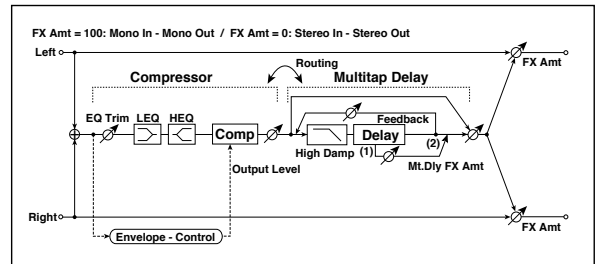 FX Amt = 100: Mono In - Mono Out / FX Amt = 0: Stereo In - Stereo Out
Left
FX Amt
Routing
Compressor
Multitap Delay
EQ Trim
LEQ
HEQ
Feedback
Comp
Delay
High Damp
(1)
(2)
Mt.Dly FX Amt
Output Level
Right
FX Amt
Envelope - Control